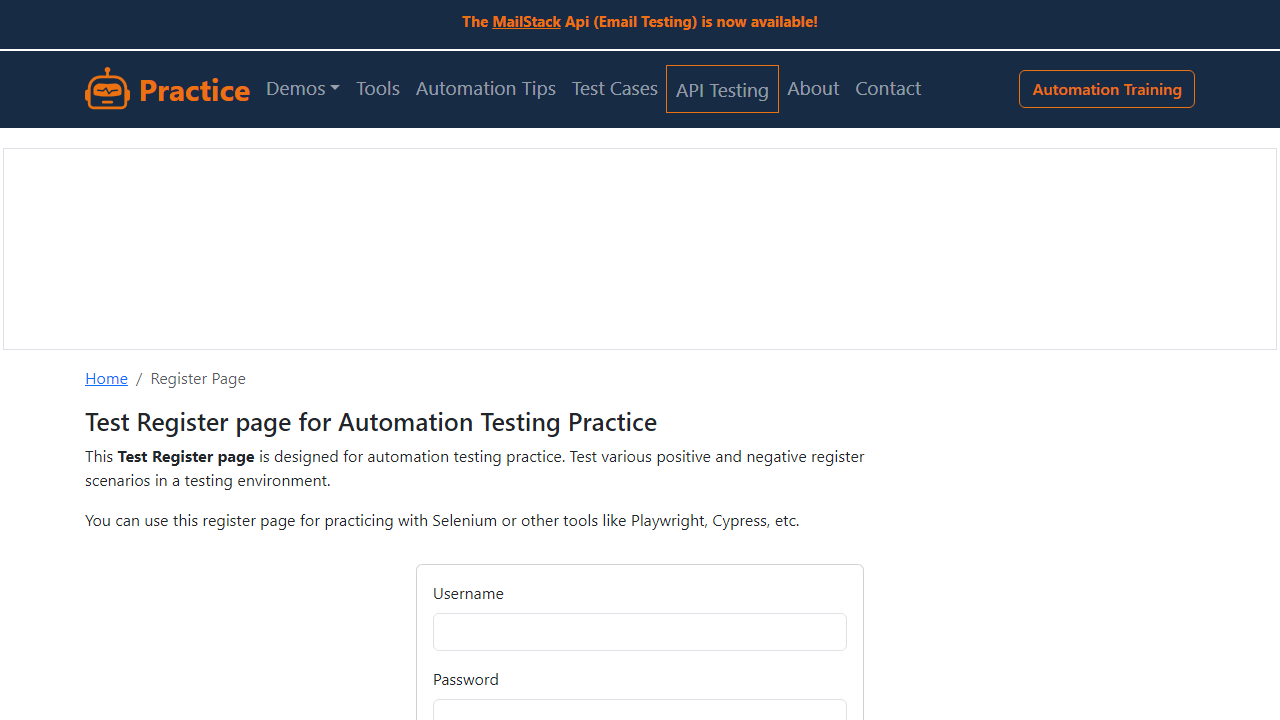 The MailStack Api (Email Testing) is now available!
Practice
Demos
Tools
Automation Tips
Test Cases
API Testing
About
Contact
Automation Training
Home / Register Page
Test Register page for Automation Testing Practice
This Test Register page is designed for automation testing practice. Test various positive and negative register
scenarios in a testing environment.
You can use this register page for practicing with Selenium or other tools like Playwright, Cypress, etc.
Username
Password